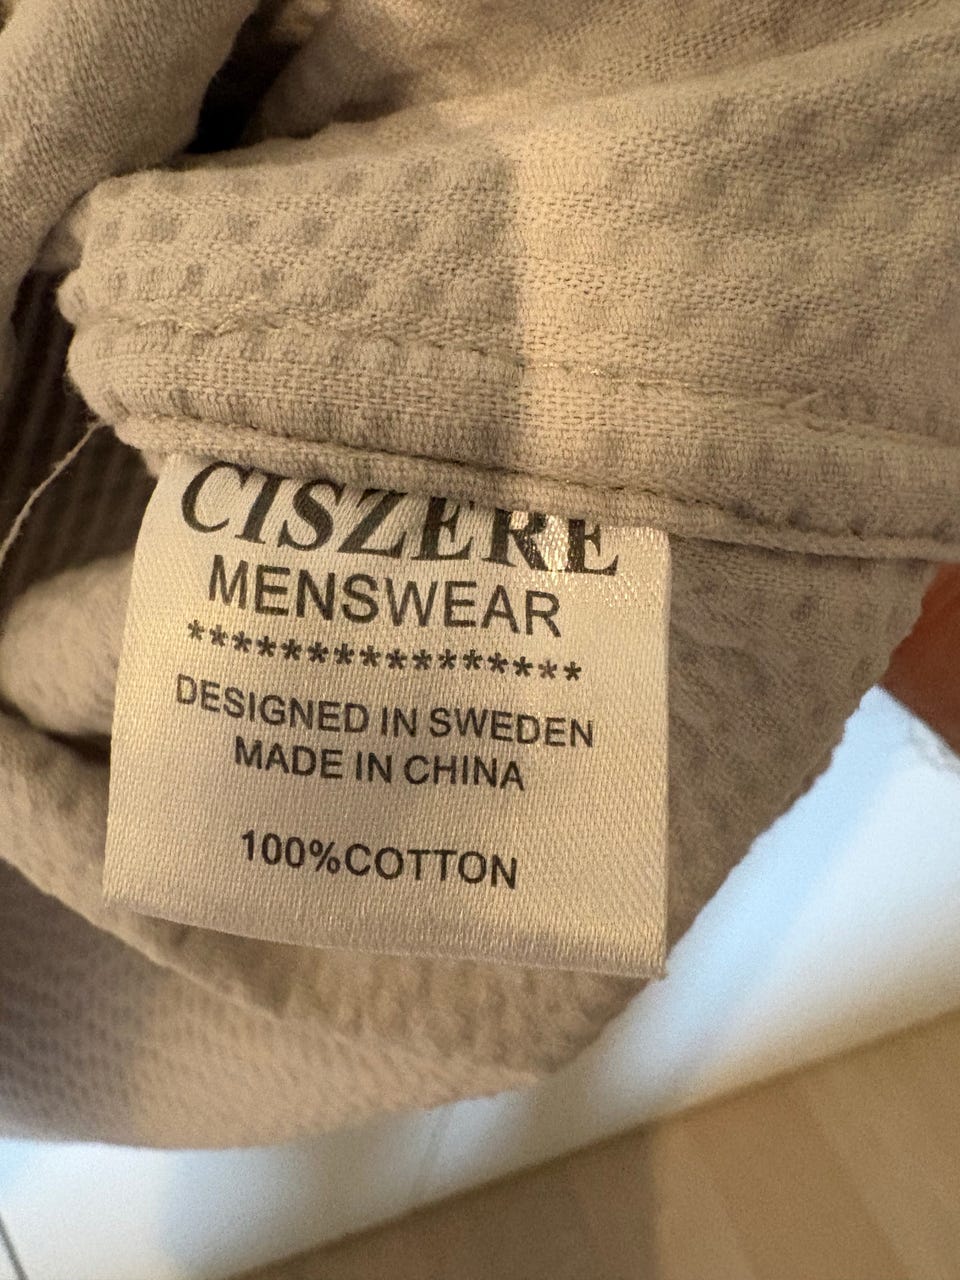 CISZERE
MENSWEAR
****************
DESIGNED IN SWEDEN
MADE IN CHINA
100%COTTON